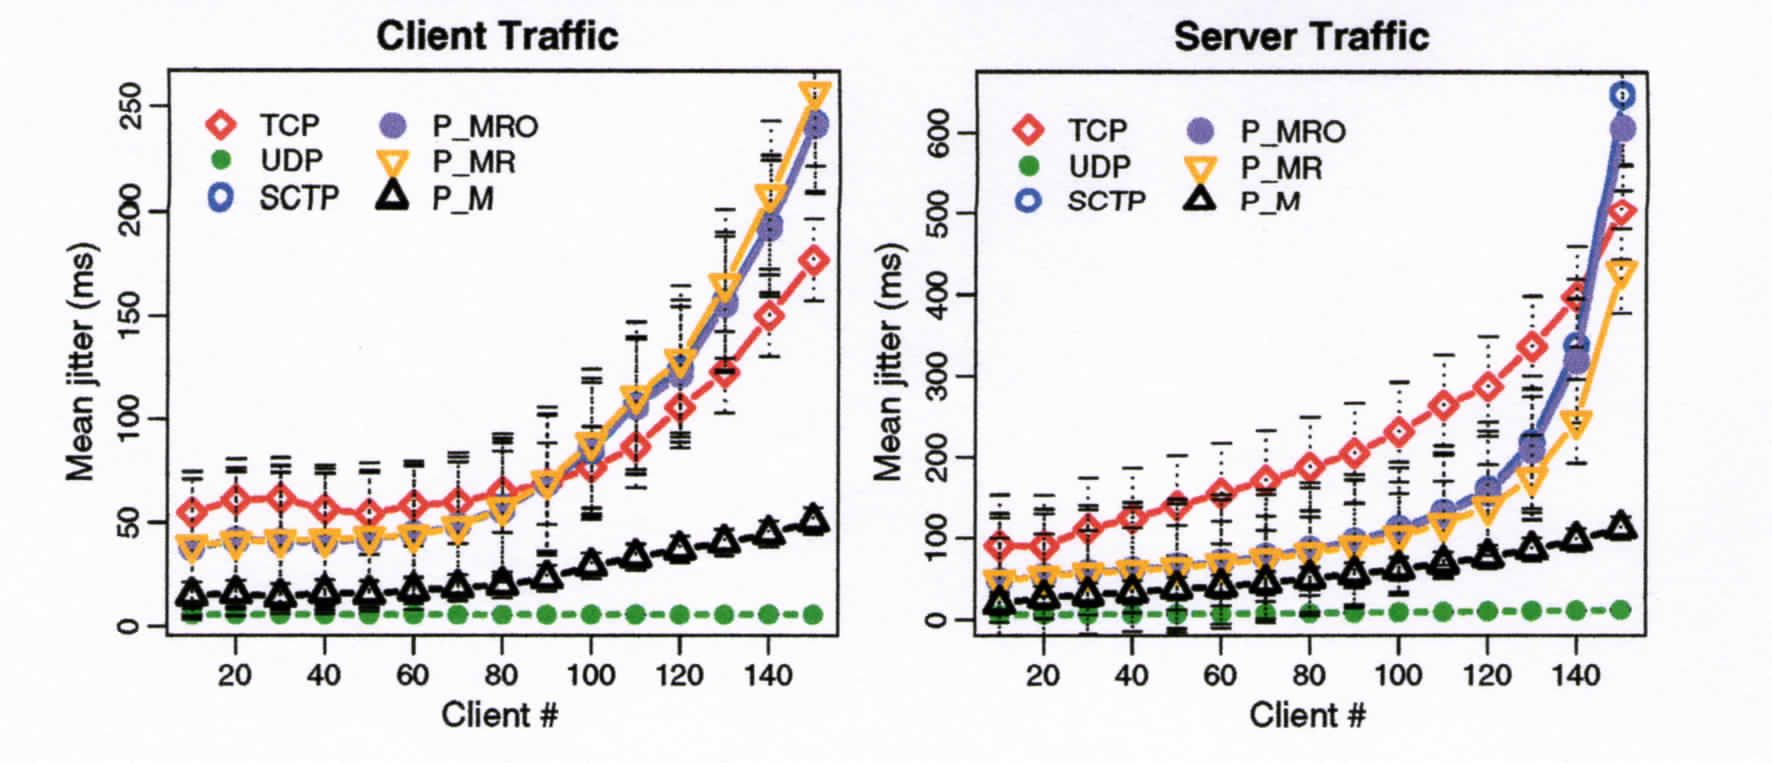 Client Traffic
TCP
P_MRO
UDP
P_MR
SCTP
P_M
Mean jitter (ms)
250
200
150
100
50
0
20 40 60 80 100 120 140
Client #
Server Traffic
TCP
P_MRO
UDP
P_MR
SCTP
P_M
Mean jitter (ms)
600
500
400
300
200
100
0
20 40 60 80 100 120 140
Client #